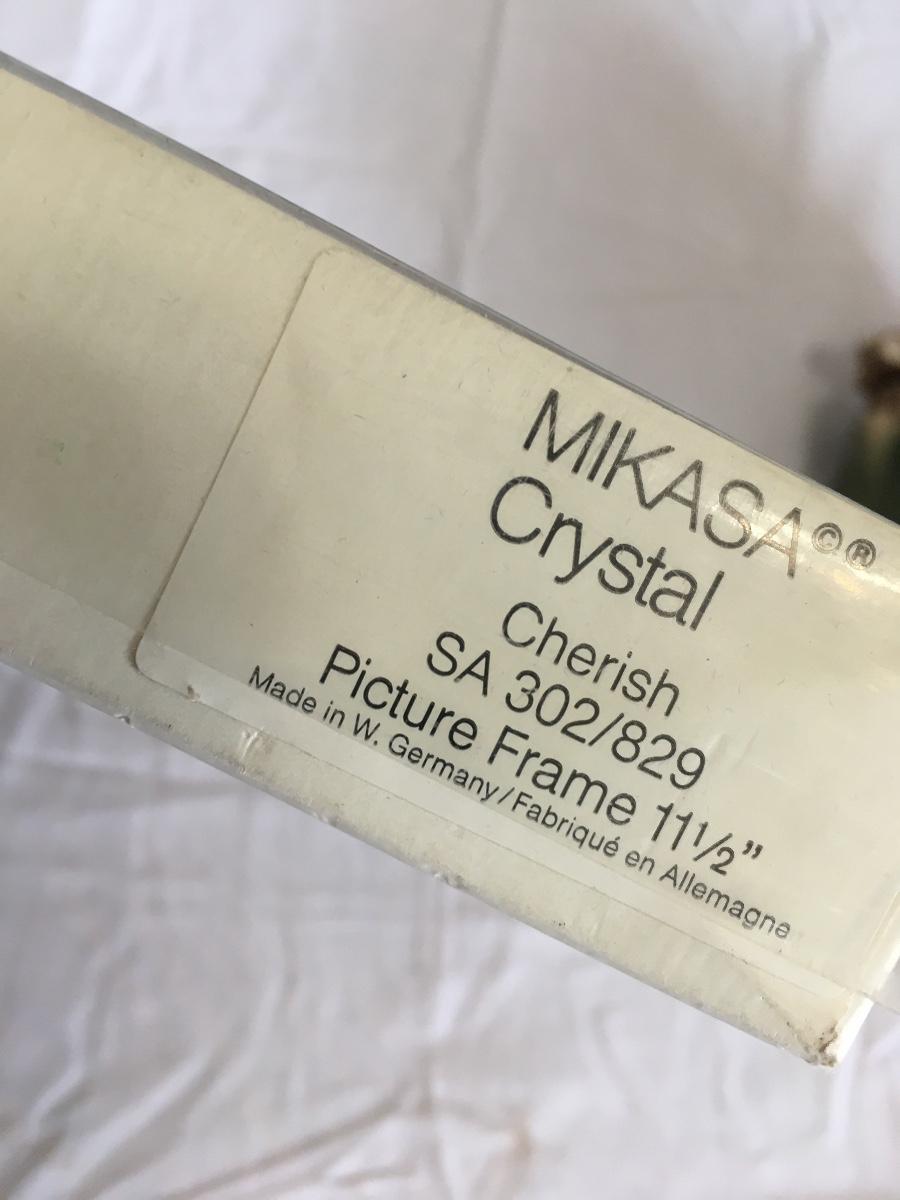 MIKASA©®
Crystal
Cherish
SA 302/829
Picture Frame 11½”
Made in W. Germany/Fabriqué en Allemagne